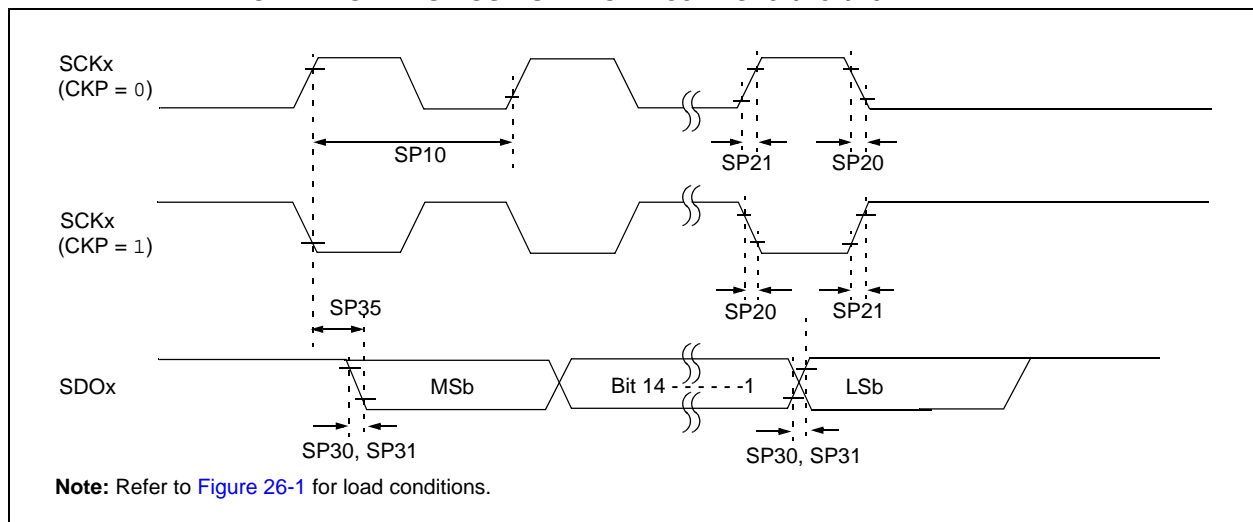 SCKx
(CKP = 0)
SP10
SP21
SP20
SCKx
(CKP = 1)
SP35
SP20
SP21
SDOx
MSb
Bit 14 - - - - - -1
LSb
SP30, SP31
SP30, SP31
Note: Refer to Figure 26-1 for load conditions.